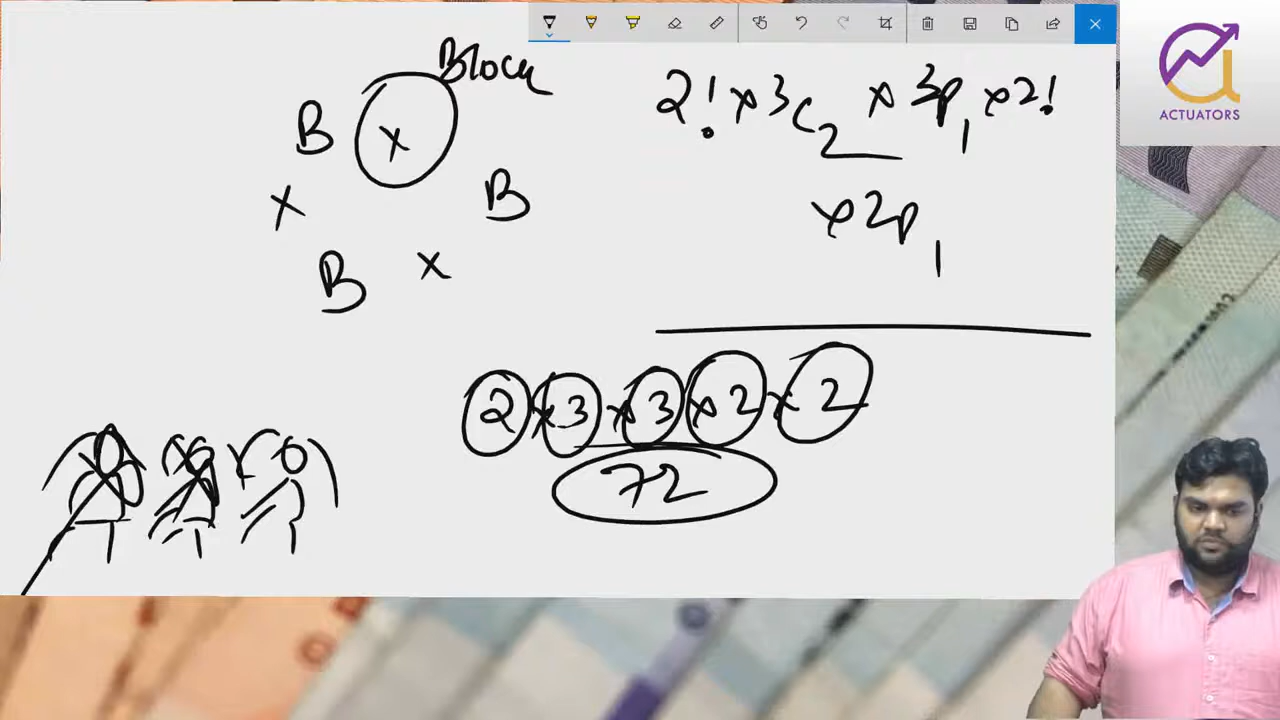 Block
B x
x B
B x
2! x 3c2 x 3p1 x 2!
x 2p1
2 x 3 x 3 x 2 x 2
72
ACTUATORS